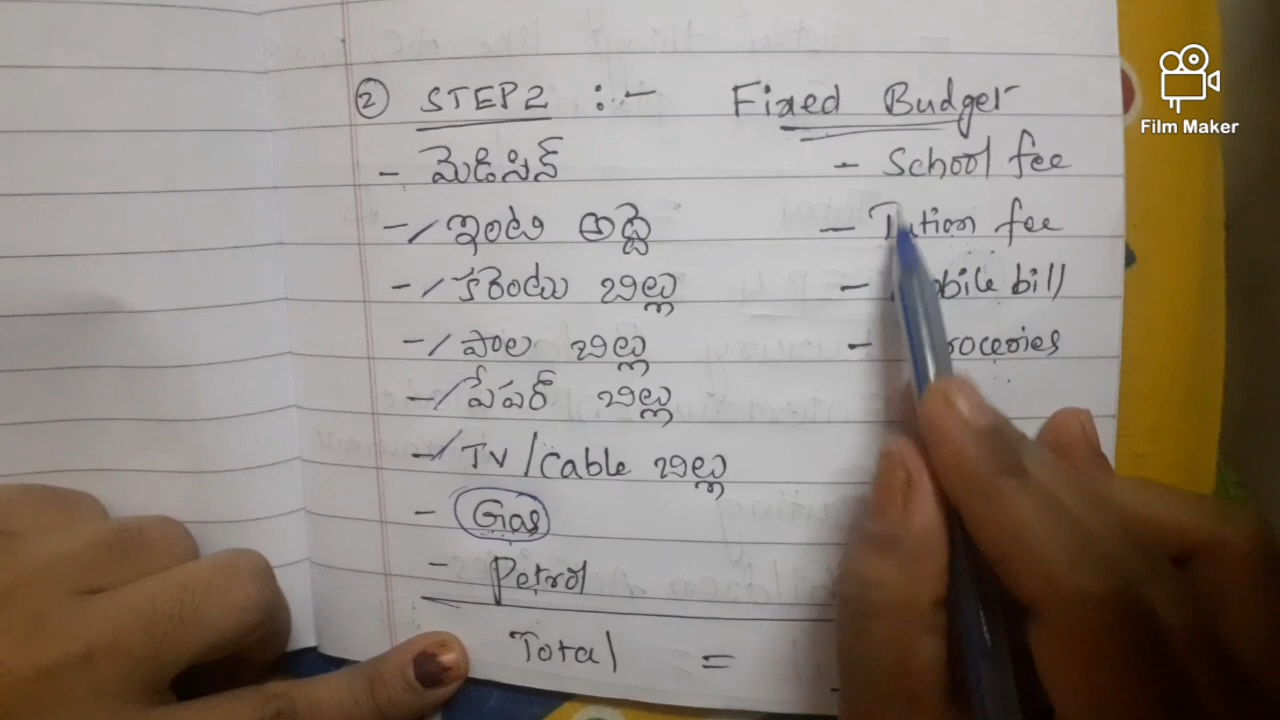 ② STEP2 :- Fixed Budget
- మెడిసిన్
- ఇంటి అద్దె
- కరెంటు బిల్లు
- పాల బిల్లు
- పేపర్ బిల్లు
- TV/Cable బిల్లు
- Gas
- Petrol
Total =
- School fee
- Tution fee
- bill
Film Maker